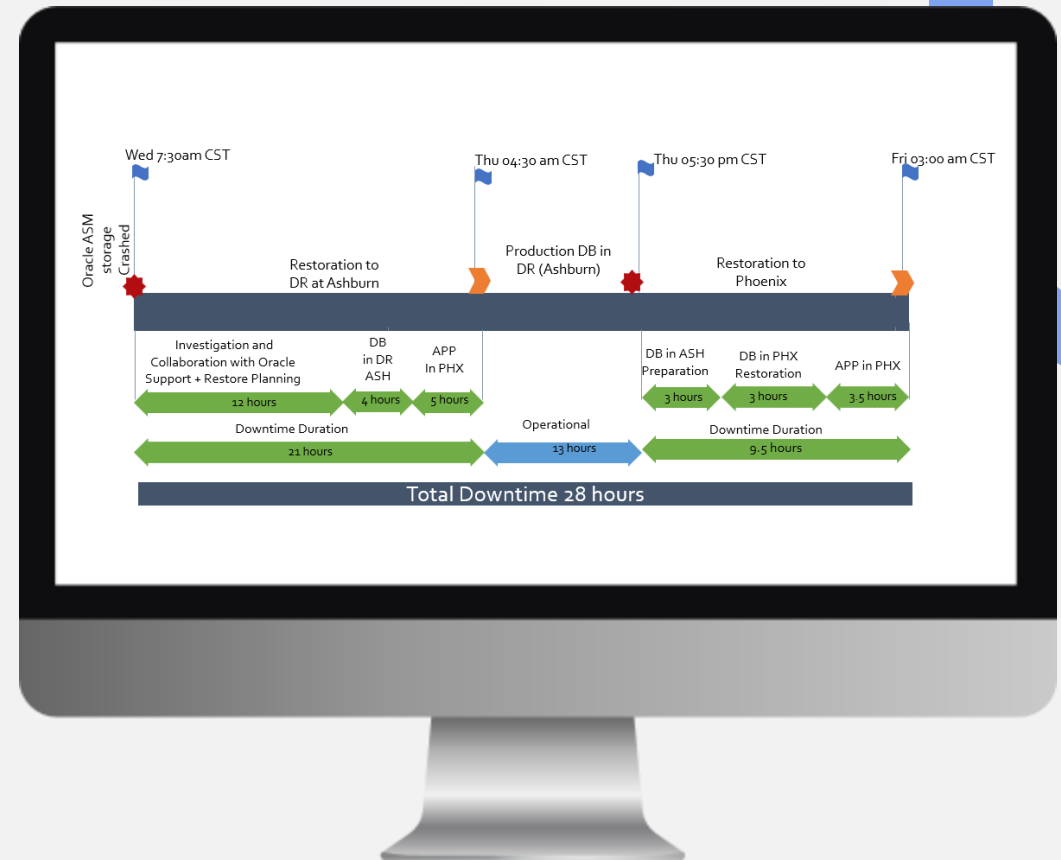 Wed 7:30am CST
Thu 04:30 am CST
Thu 05:30 pm CST
Fri 03:00 am CST
Oracle ASM
storage
Crashed
Restoration to
DR at Ashburn
Production DB in
DR (Ashburn)
Restoration to
Phoenix
Investigation and
Collaboration with Oracle
Support + Restore Planning
12 hours
DB
in DR
ASH
4 hours
APP
In PHX
5 hours
DB in ASH
Preparation
3 hours
DB in PHX
Restoration
3 hours
APP in PHX
3.5 hours
Downtime Duration
21 hours
Operational
13 hours
Downtime Duration
9.5 hours
Total Downtime 28 hours